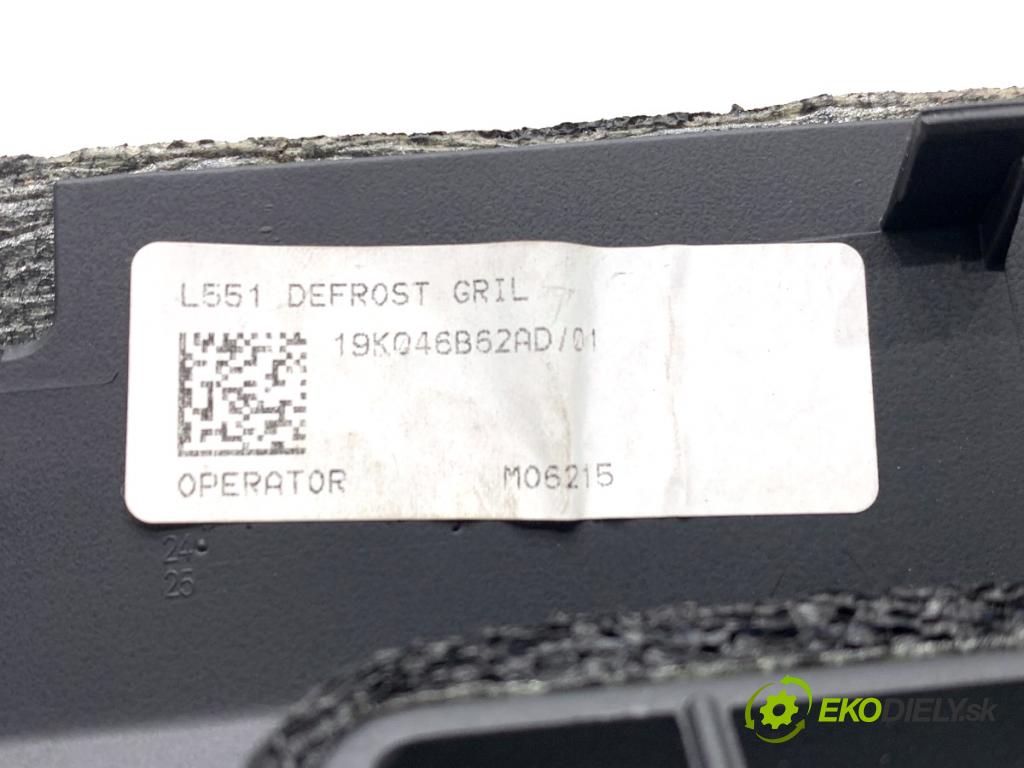 L551 DEFROST GRIL
19K046B62AD/01
OPERATOR M06215
24
25
EKODIELY.sk